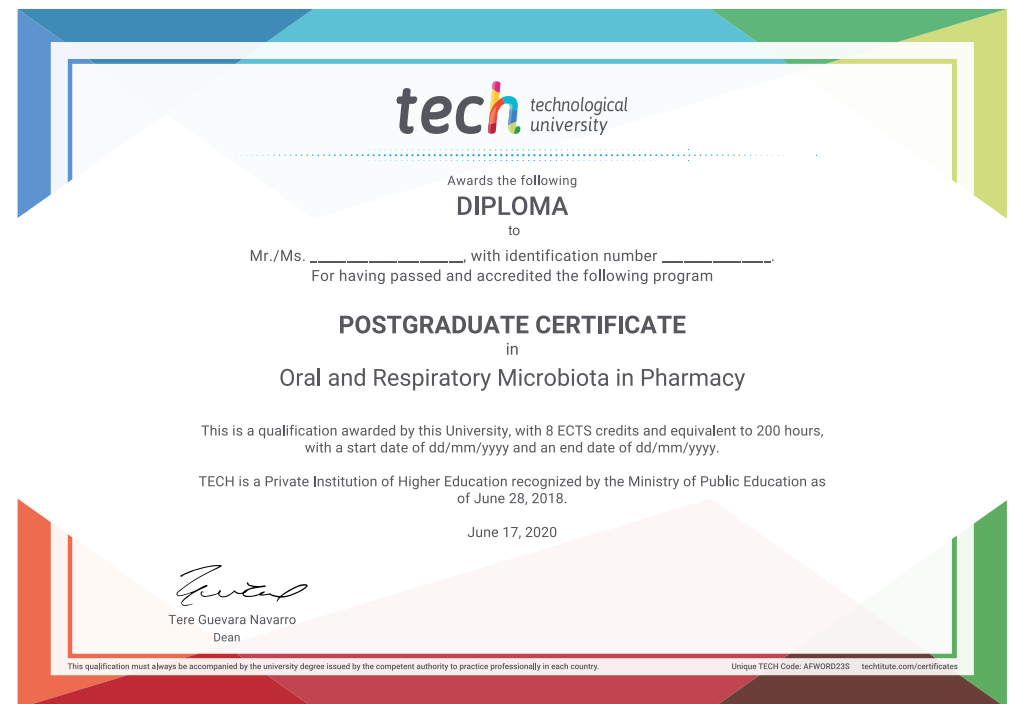 tech technological
university
Awards the following
DIPLOMA
to
Mr./Ms. _________________, with identification number _____________.
For having passed and accredited the following program
POSTGRADUATE CERTIFICATE
in
Oral and Respiratory Microbiota in Pharmacy
This is a qualification awarded by this University, with 8 ECTS credits and equivalent to 200 hours,
with a start date of dd/mm/yyyy and an end date of dd/mm/yyyy.
TECH is a Private Institution of Higher Education recognized by the Ministry of Public Education as
of June 28, 2018.
June 17, 2020
Tere Guevara Navarro
Dean
This qualification must always be accompanied by the university degree issued by the competent authority to practice professionally in each country.
Unique TECH Code: AFWORD23S techtitute.com/certificates